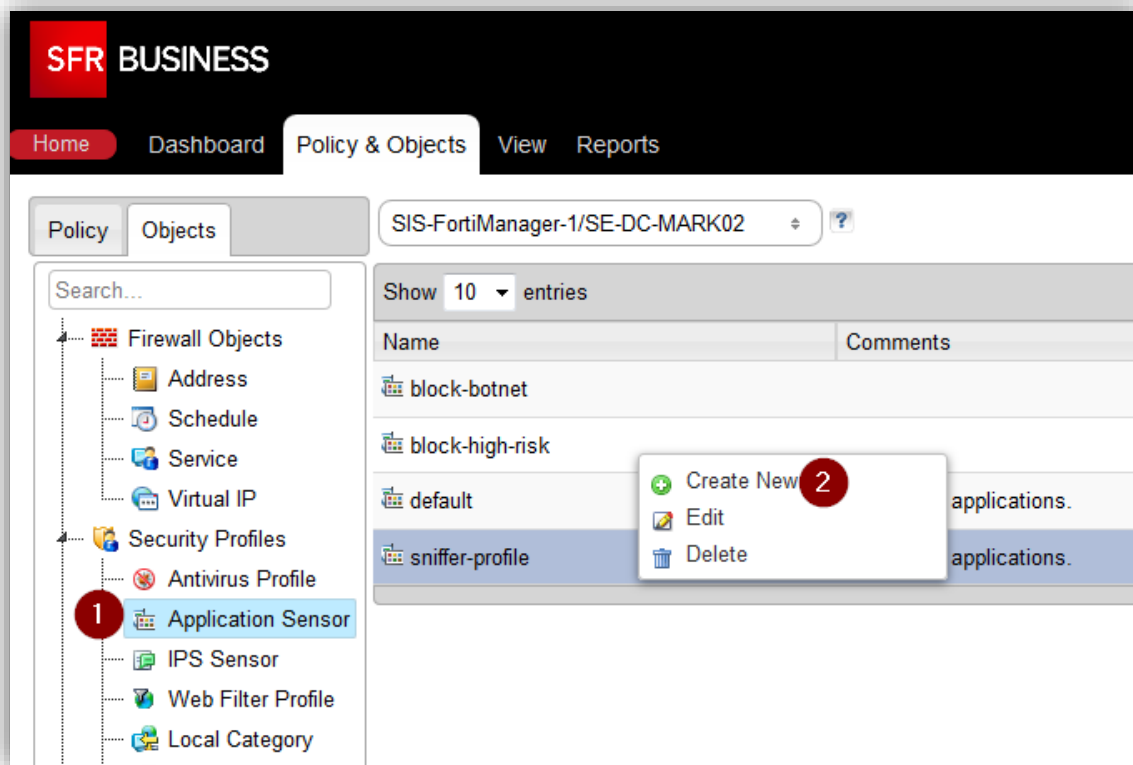 SFR BUSINESS
Home Dashboard Policy & Objects View Reports
Policy Objects SIS-FortiManager-1/SE-DC-MARK02 ?
Search... Show 10 entries
Firewall Objects Name Comments
Address block-botnet
Schedule
Service block-high-risk
Create New 2
Virtual IP default applications.
Edit
Security Profiles
Delete
sniffer-profile applications.
Antivirus Profile
1 Application Sensor
IPS Sensor
Web Filter Profile
Local Category